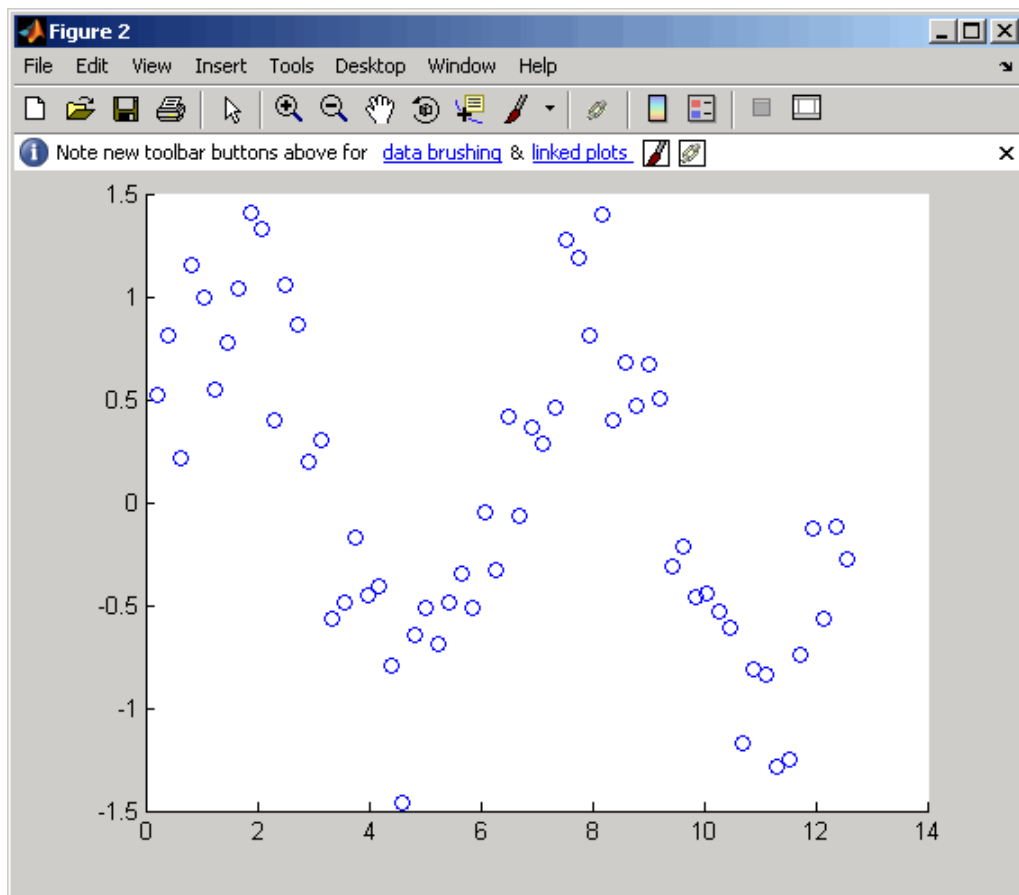 Figure 2
File Edit View Insert Tools Desktop Window Help
Note new toolbar buttons above for data brushing & linked plots
1.5
1
0.5
0
-0.5
-1
-1.5
0 2 4 6 8 10 12 14